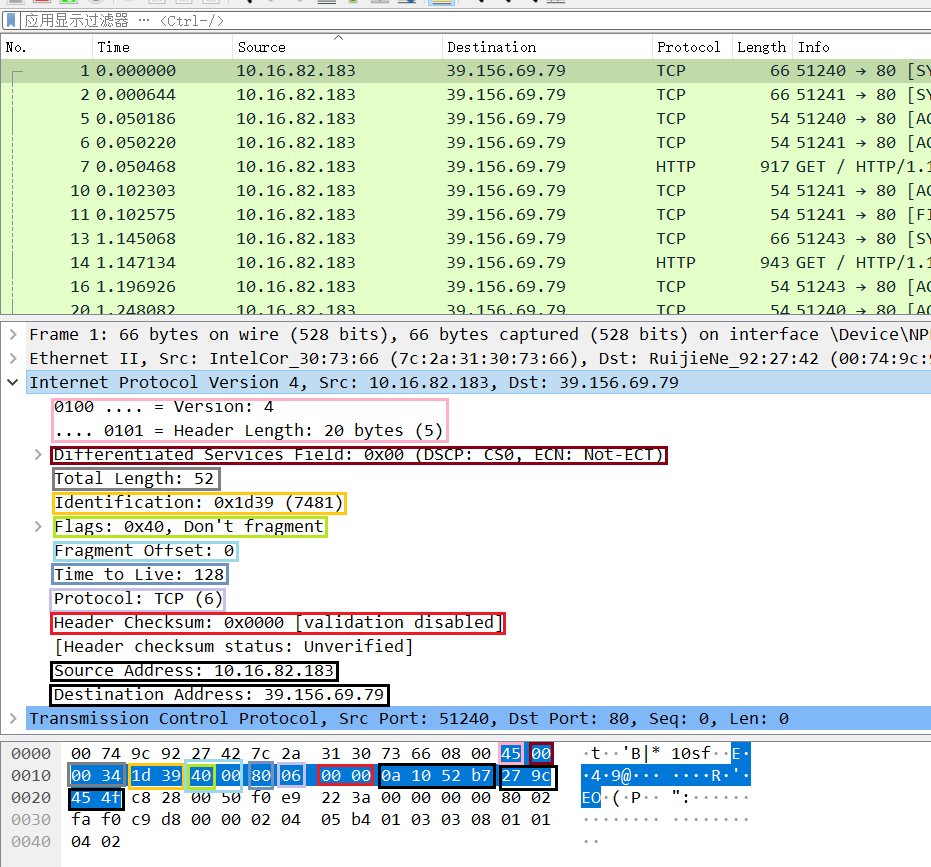 应用显示过滤器 ··· <Ctrl-/>
No. Time Source Destination Protocol Length Info
1 0.000000 10.16.82.183 39.156.69.79 TCP 66 51240 → 80 [SY
2 0.000644 10.16.82.183 39.156.69.79 TCP 66 51241 → 80 [SY
5 0.050186 10.16.82.183 39.156.69.79 TCP 54 51240 → 80 [AC
6 0.050220 10.16.82.183 39.156.69.79 TCP 54 51241 → 80 [AC
7 0.050468 10.16.82.183 39.156.69.79 HTTP 917 GET / HTTP/1.1
10 0.102303 10.16.82.183 39.156.69.79 TCP 54 51241 → 80 [AC
11 0.102575 10.16.82.183 39.156.69.79 TCP 54 51241 → 80 [FI
13 1.145068 10.16.82.183 39.156.69.79 TCP 66 51243 → 80 [SY
14 1.147134 10.16.82.183 39.156.69.79 HTTP 943 GET / HTTP/1.1
16 1.196926 10.16.82.183 39.156.69.79 TCP 54 51243 → 80 [AC
20 1.248082 10.16.82.183 39.156.69.79 TCP 54 51240 → 80 [AC
Frame 1: 66 bytes on wire (528 bits), 66 bytes captured (528 bits) on interface \Device\NP
Ethernet II, Src: IntelCor_30:73:66 (7c:2a:31:30:73:66), Dst: RuijieNe_92:27:42 (00:74:9c:9
Internet Protocol Version 4, Src: 10.16.82.183, Dst: 39.156.69.79
0100 .... = Version: 4
.... 0101 = Header Length: 20 bytes (5)
Differentiated Services Field: 0x00 (DSCP: CS0, ECN: Not-ECT)
Total Length: 52
Identification: 0x1d39 (7481)
Flags: 0x40, Don't fragment
Fragment Offset: 0
Time to Live: 128
Protocol: TCP (6)
Header Checksum: 0x0000 [validation disabled]
[Header checksum status: Unverified]
Source Address: 10.16.82.183
Destination Address: 39.156.69.79
Transmission Control Protocol, Src Port: 51240, Dst Port: 80, Seq: 0, Len: 0
0000 00 74 9c 92 27 42 7c 2a 31 30 73 66 08 00 45 00 ·t··'B|* 10sf··E·
0010 00 34 1d 39 40 00 80 06 00 00 0a 10 52 b7 27 9c ·4·9@··· ····R·'·
0020 45 4f c8 28 00 50 f0 e9 22 3a 00 00 00 00 80 02 EO·(·P·· ":······
0030 fa f0 c9 d8 00 00 02 04 05 b4 01 03 03 08 01 01 ········ ········
0040 04 02 ··